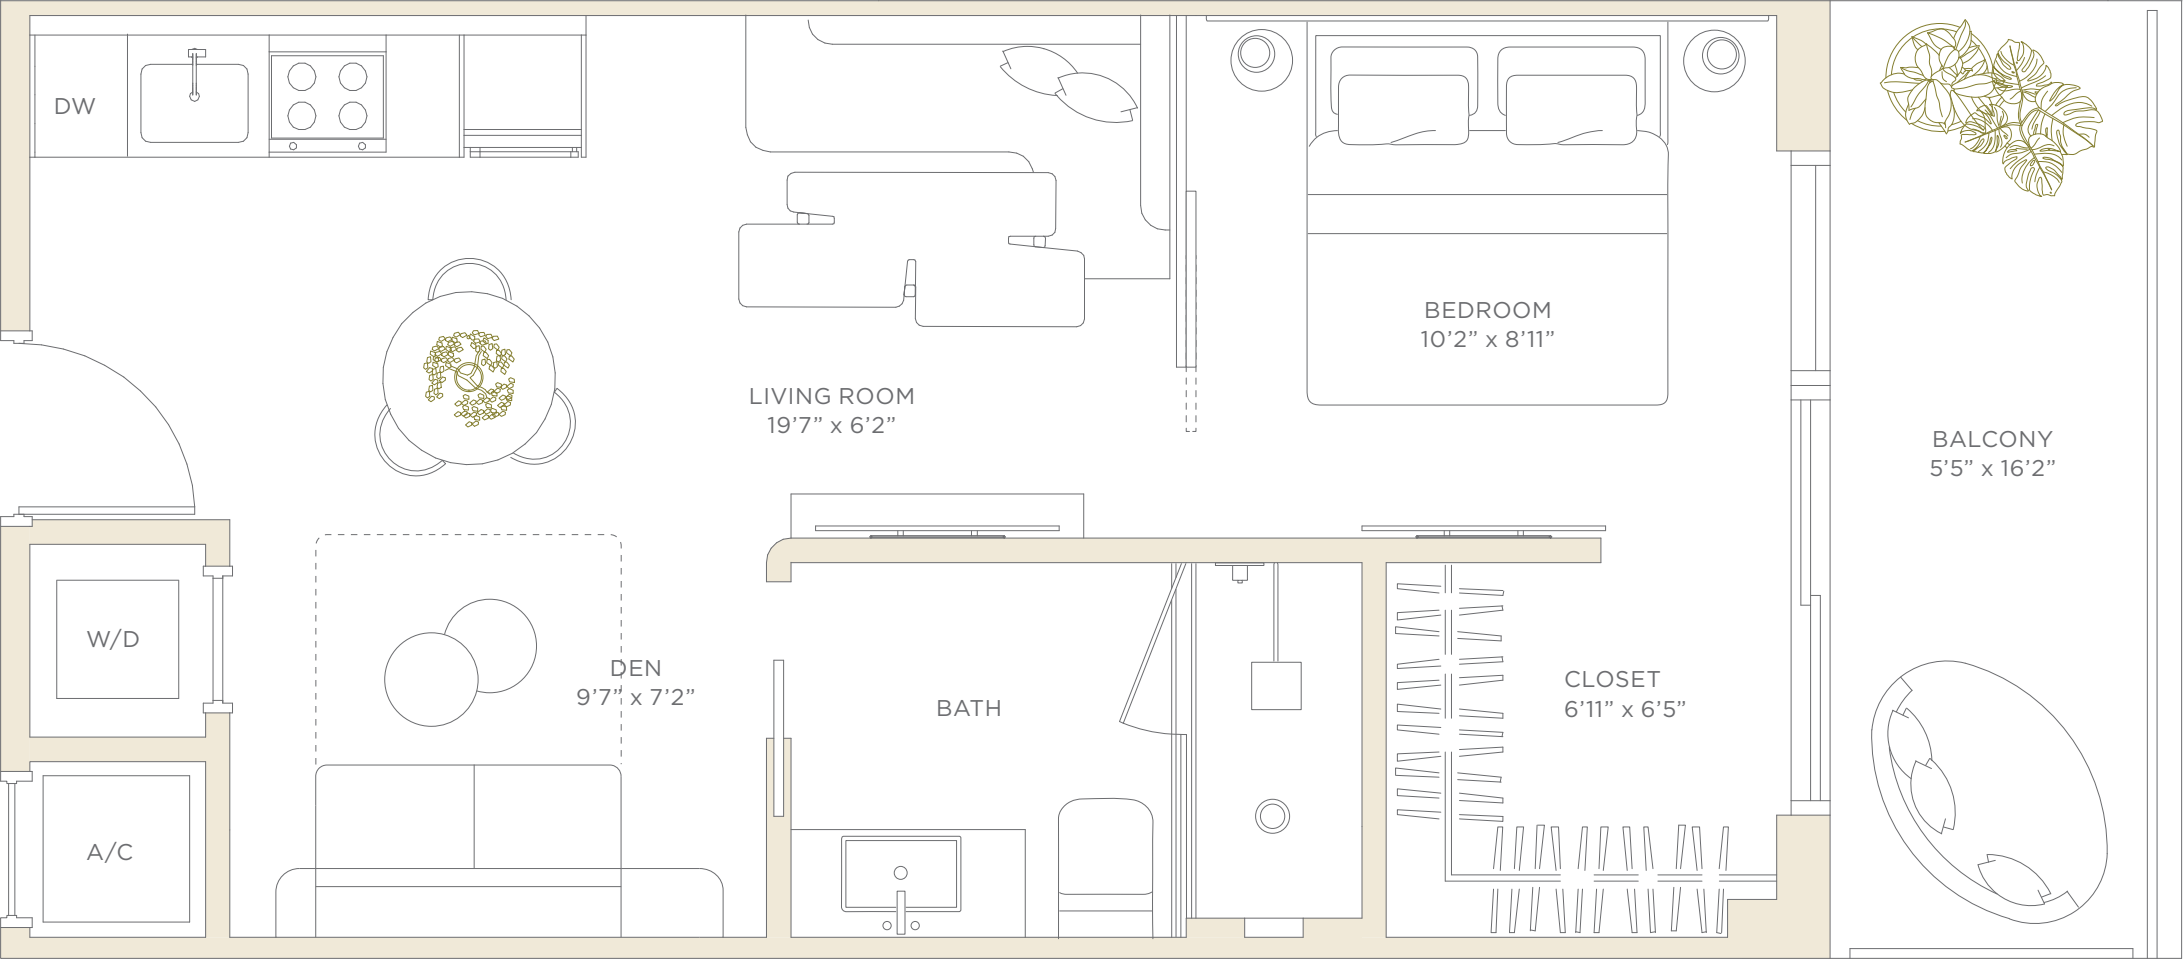 DW
BEDROOM
10’2” x 8’11”
LIVING ROOM
19’7” x 6’2”
BALCONY
5’5” x 16’2”
W/D
DEN
9’7” x 7’2”
BATH
CLOSET
6’11” x 6’5”
A/C